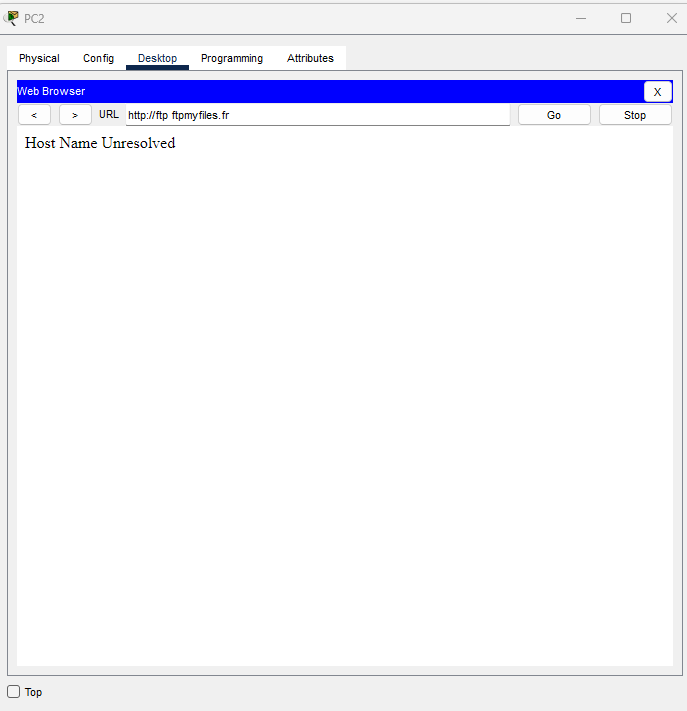 PC2
Physical Config Desktop Programming Attributes
Web Browser X
< > URL http://ftp ftpmyfiles.fr Go Stop
Host Name Unresolved
Top